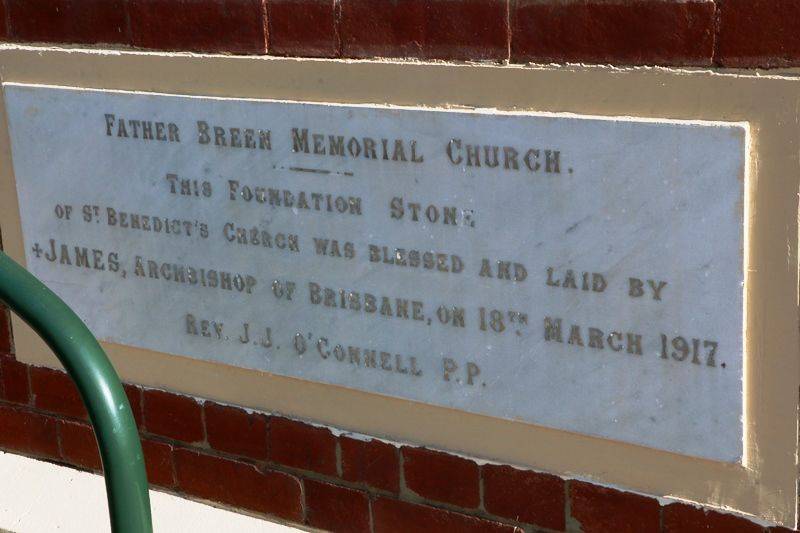 FATHER BREEN MEMORIAL CHURCH.
THIS FOUNDATION STONE
OF ST. BENEDICT'S CHURCH WAS BLESSED AND LAID BY
+JAMES, ARCHBISHOP OF BRISBANE, ON 18TH MARCH 1917.
REV. J.J. O'CONNELL P.P.